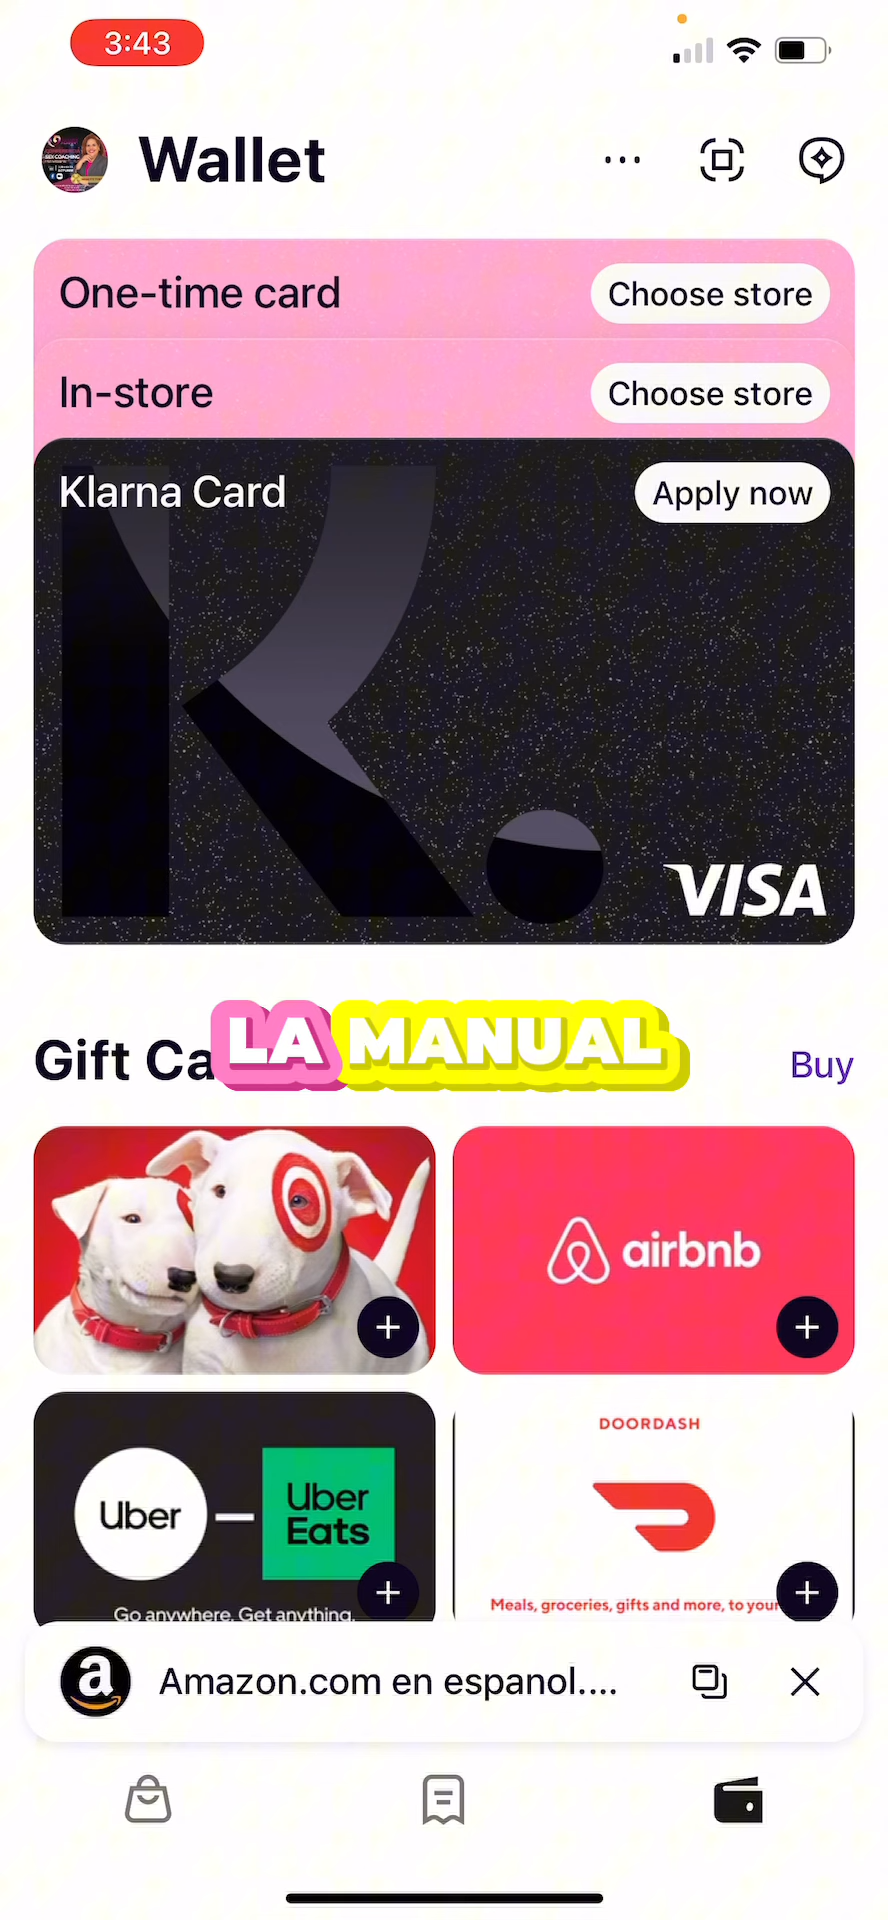 3:43
Wallet
One-time card
Choose store
In-store
Choose store
Klarna Card
Apply now
VISA
Gift Ca
LA MANUAL
Buy
airbnb
Uber
Uber
Eats
Go anywhere. Get anything.
DOORDASH
Meals, groceries, gifts and more, to your
Amazon.com en espanol....